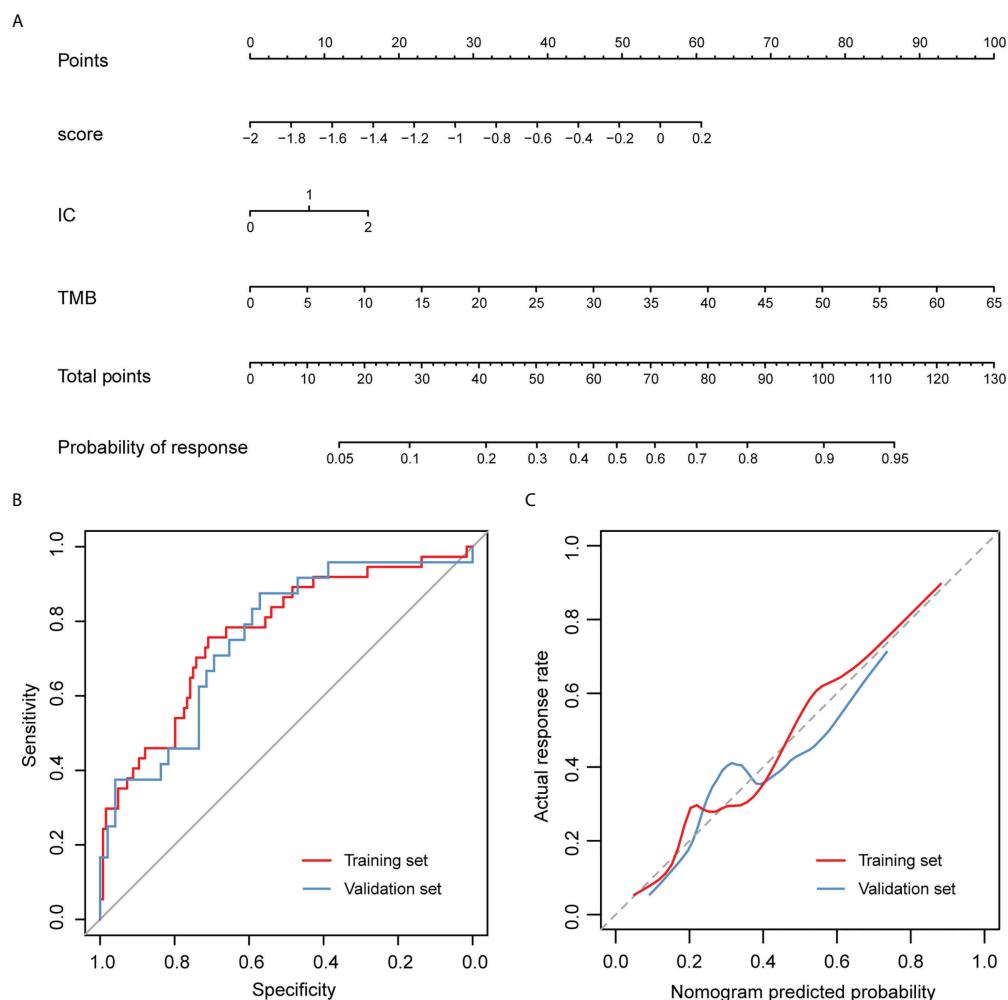 A
Points
0 10 20 30 40 50 60 70 80 90 100
score
−2 −1.8 −1.6 −1.4 −1.2 −1 −0.8 −0.6 −0.4 −0.2 0 0.2
IC
1
0 2
TMB
0 5 10 15 20 25 30 35 40 45 50 55 60 65
Total points
0 10 20 30 40 50 60 70 80 90 100 110 120 130
Probability of response
0.05 0.1 0.2 0.3 0.4 0.5 0.6 0.7 0.8 0.9 0.95
B
Sensitivity
1.0
0.8
0.6
0.4
0.2
0.0
Training set
Validation set
1.0 0.8 0.6 0.4 0.2 0.0
Specificity
C
Actual response rate
1.0
0.8
0.6
0.4
0.2
0.0
Training set
Validation set
0.0 0.2 0.4 0.6 0.8 1.0
Nomogram predicted probability